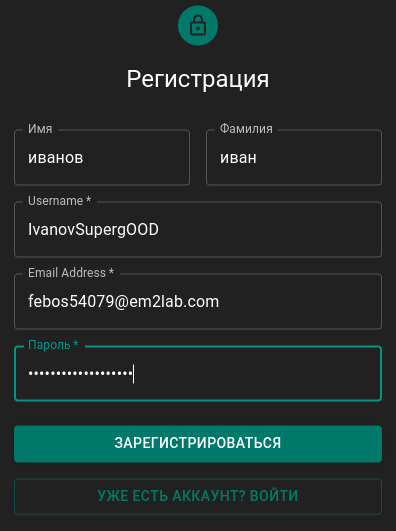 Регистрация
Имя
Фамилия
иванов
иван
Username *
IvanovSupergOOD
Email Address *
febos54079@em2lab.com
Пароль *
•••••••••••••••••••
ЗАРЕГИСТРИРОВАТЬСЯ
УЖЕ ЕСТЬ АККАУНТ? ВОЙТИ